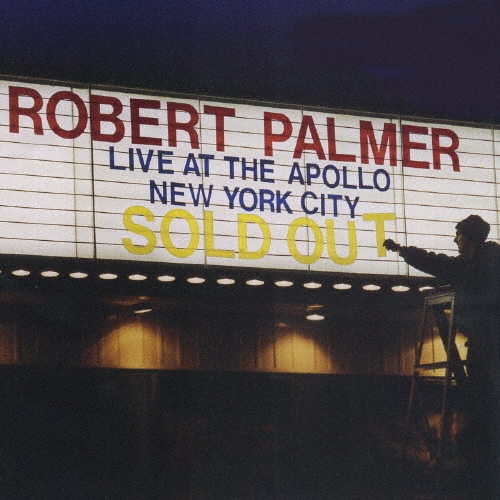 ROBERT PALMER
LIVE AT THE APOLLO
NEW YORK CITY
SOLD OUT